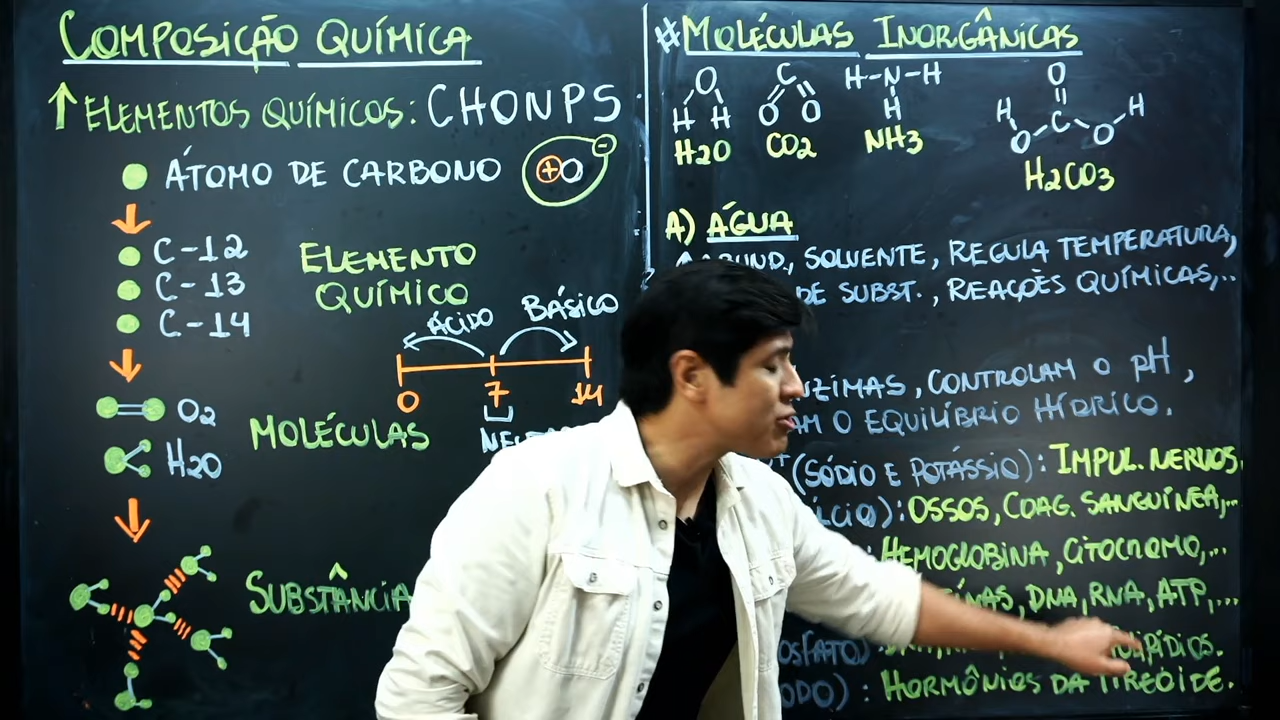 COMPOSIÇÃO QUÍMICA
↑ ELEMENTOS QUÍMICOS: CHONPS
ÁTOMO DE CARBONO
+ O −
C-12
C-13
C-14
ELEMENTO
QUÍMICO
ÁCIDO BÁSICO
0 7 14
O2
H2O
MOLÉCULAS
SUBSTÂNCIA
# MOLÉCULAS INORGÂNICAS
O
H H
H2O
C
O O
CO2
H-N-H
H
NH3
O
H C H
O O
H2CO3
A) ÁGUA
SOLVENTE, REGULA TEMPERATURA,
DE SUBST., REAÇÕES QUÍMICAS,...
CONTROLAM O pH,
O EQUILÍBRIO HÍDRICO.
(SÓDIO E POTÁSSIO): IMPUL. NERVOS.
OSSOS, COAG. SANGUÍNEA,...
: HEMOGLOBINA, CITOCROMO,...
, DNA, RNA, ATP,...
: HORMÔNIOS DA TIREÓIDE.